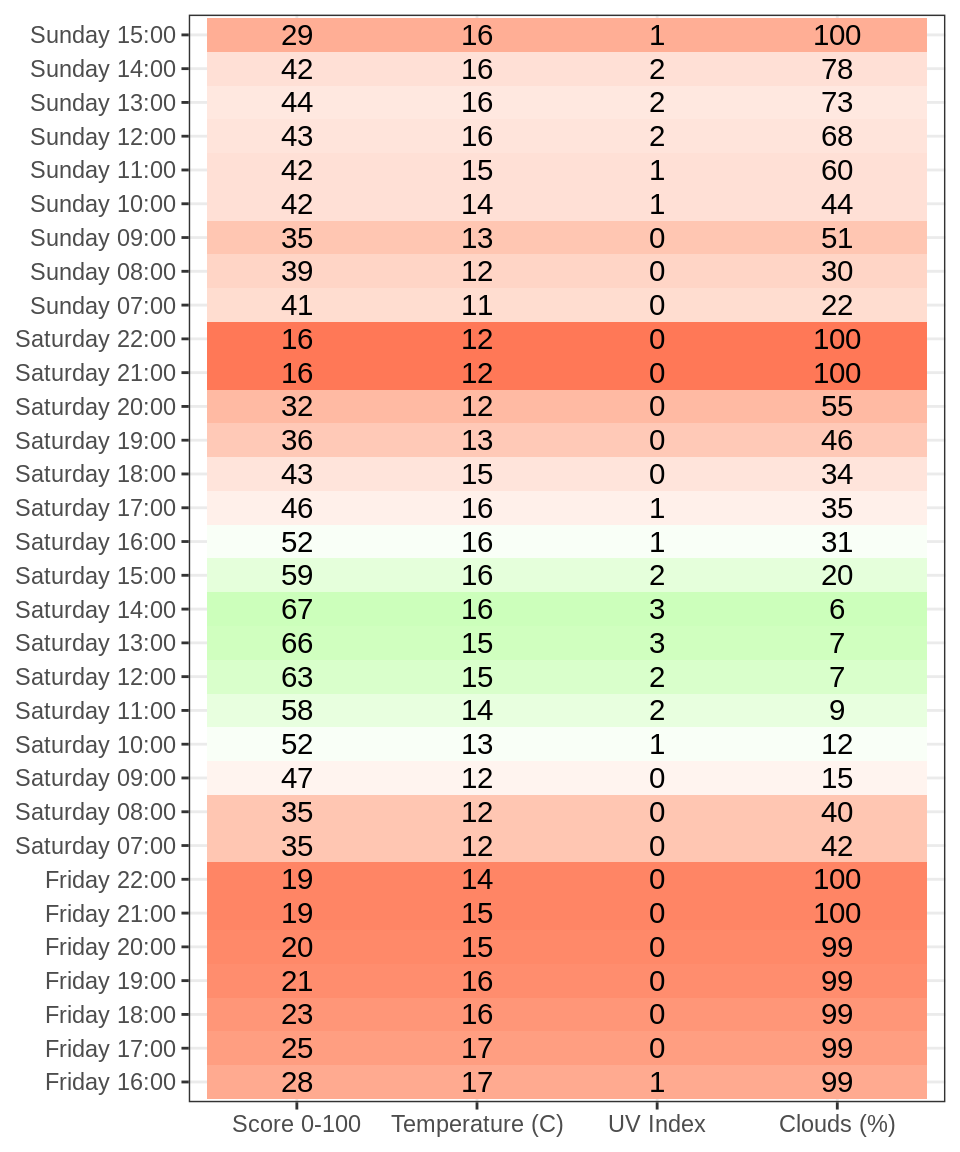 Sunday 15:00 29 16 1 100
Sunday 14:00 42 16 2 78
Sunday 13:00 44 16 2 73
Sunday 12:00 43 16 2 68
Sunday 11:00 42 15 1 60
Sunday 10:00 42 14 1 44
Sunday 09:00 35 13 0 51
Sunday 08:00 39 12 0 30
Sunday 07:00 41 11 0 22
Saturday 22:00 16 12 0 100
Saturday 21:00 16 12 0 100
Saturday 20:00 32 12 0 55
Saturday 19:00 36 13 0 46
Saturday 18:00 43 15 0 34
Saturday 17:00 46 16 1 35
Saturday 16:00 52 16 1 31
Saturday 15:00 59 16 2 20
Saturday 14:00 67 16 3 6
Saturday 13:00 66 15 3 7
Saturday 12:00 63 15 2 7
Saturday 11:00 58 14 2 9
Saturday 10:00 52 13 1 12
Saturday 09:00 47 12 0 15
Saturday 08:00 35 12 0 40
Saturday 07:00 35 12 0 42
Friday 22:00 19 14 0 100
Friday 21:00 19 15 0 100
Friday 20:00 20 15 0 99
Friday 19:00 21 16 0 99
Friday 18:00 23 16 0 99
Friday 17:00 25 17 0 99
Friday 16:00 28 17 1 99
Score 0-100 Temperature (C) UV Index Clouds (%)